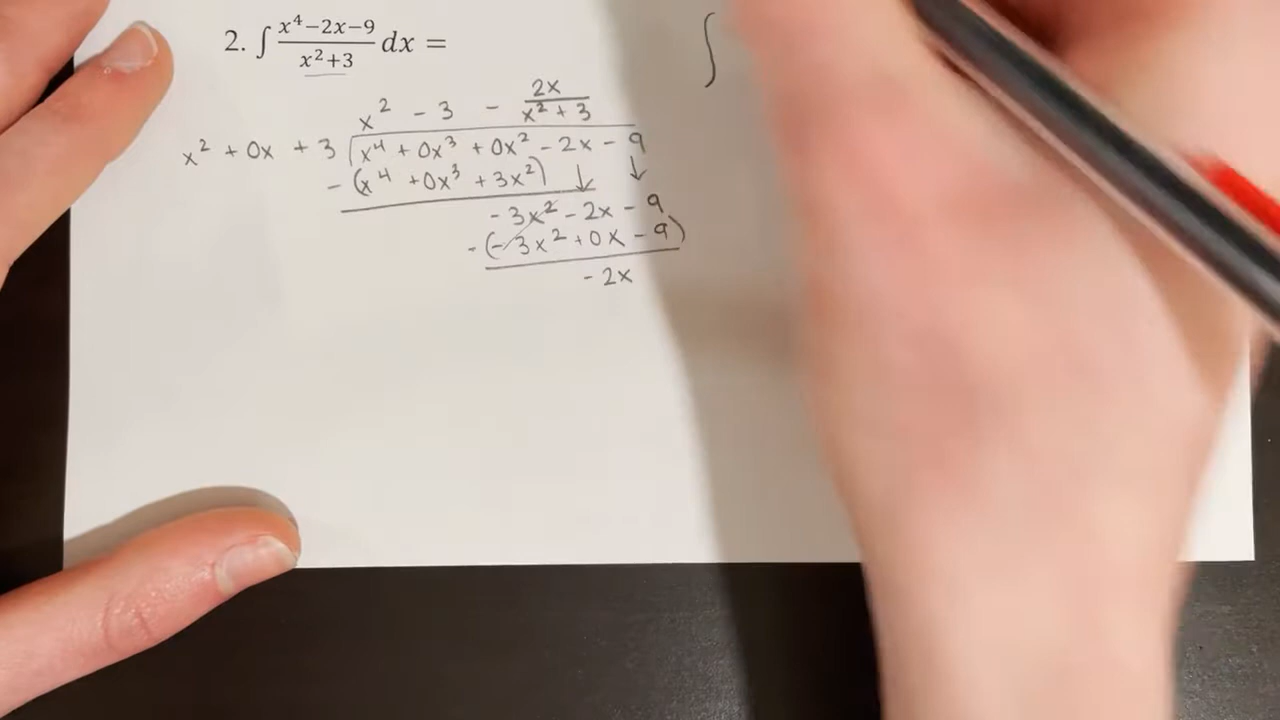 2. ∫ x⁴−2x−9 / x²+3 dx =
∫
x² - 3 - 2x / x² + 3
x² + 0x + 3 x⁴ + 0x³ + 0x² - 2x - 9
- (x⁴ + 0x³ + 3x²) ↓ ↓
- 3x² - 2x - 9
- (- 3x² + 0x - 9)
- 2x